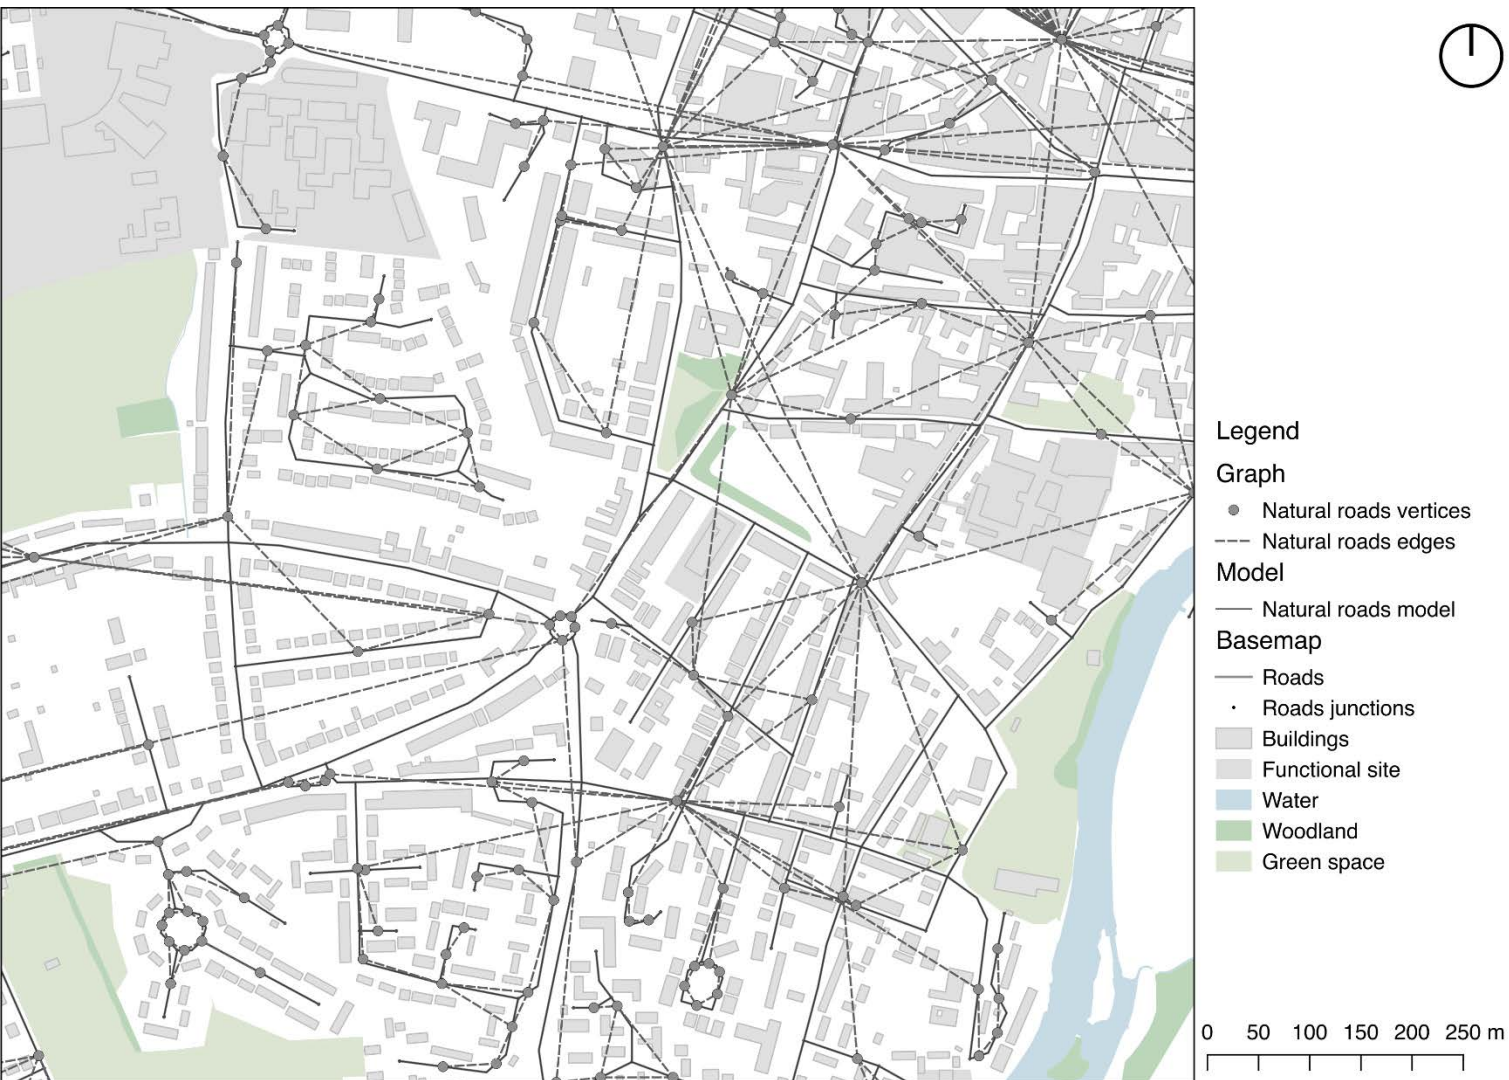 Legend
Graph
Natural roads vertices
Natural roads edges
Model
Natural roads model
Basemap
Roads
Roads junctions
Buildings
Functional site
Water
Woodland
Green space
0 50 100 150 200 250 m